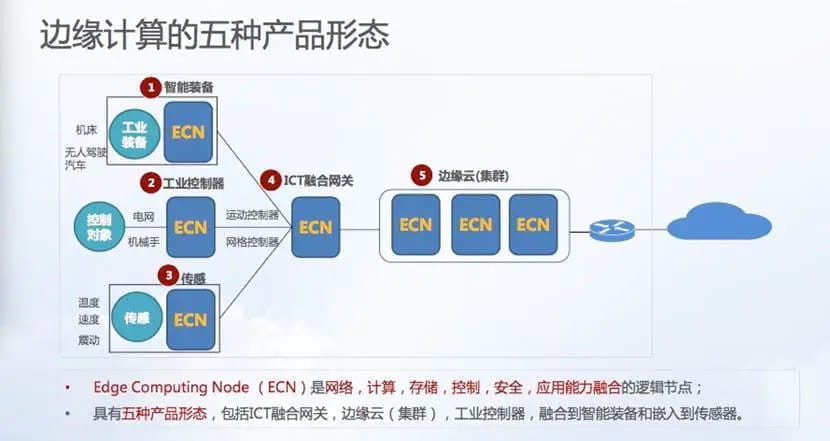 边缘计算的五种产品形态
1 智能装备
机床
无人驾驶
汽车
工业
装备
ECN
2 工业控制器
控制
对象
电网
机械手
ECN
运动控制器
网格控制器
3 传感
温度
速度
震动
传感
ECN
4 ICT融合网关
ECN
5 边缘云(集群)
ECN ECN ECN
• Edge Computing Node（ECN）是网络，计算，存储，控制，安全，应用能力融合的逻辑节点；
• 具有五种产品形态，包括ICT融合网关，边缘云（集群），工业控制器，融合到智能装备和嵌入到传感器。